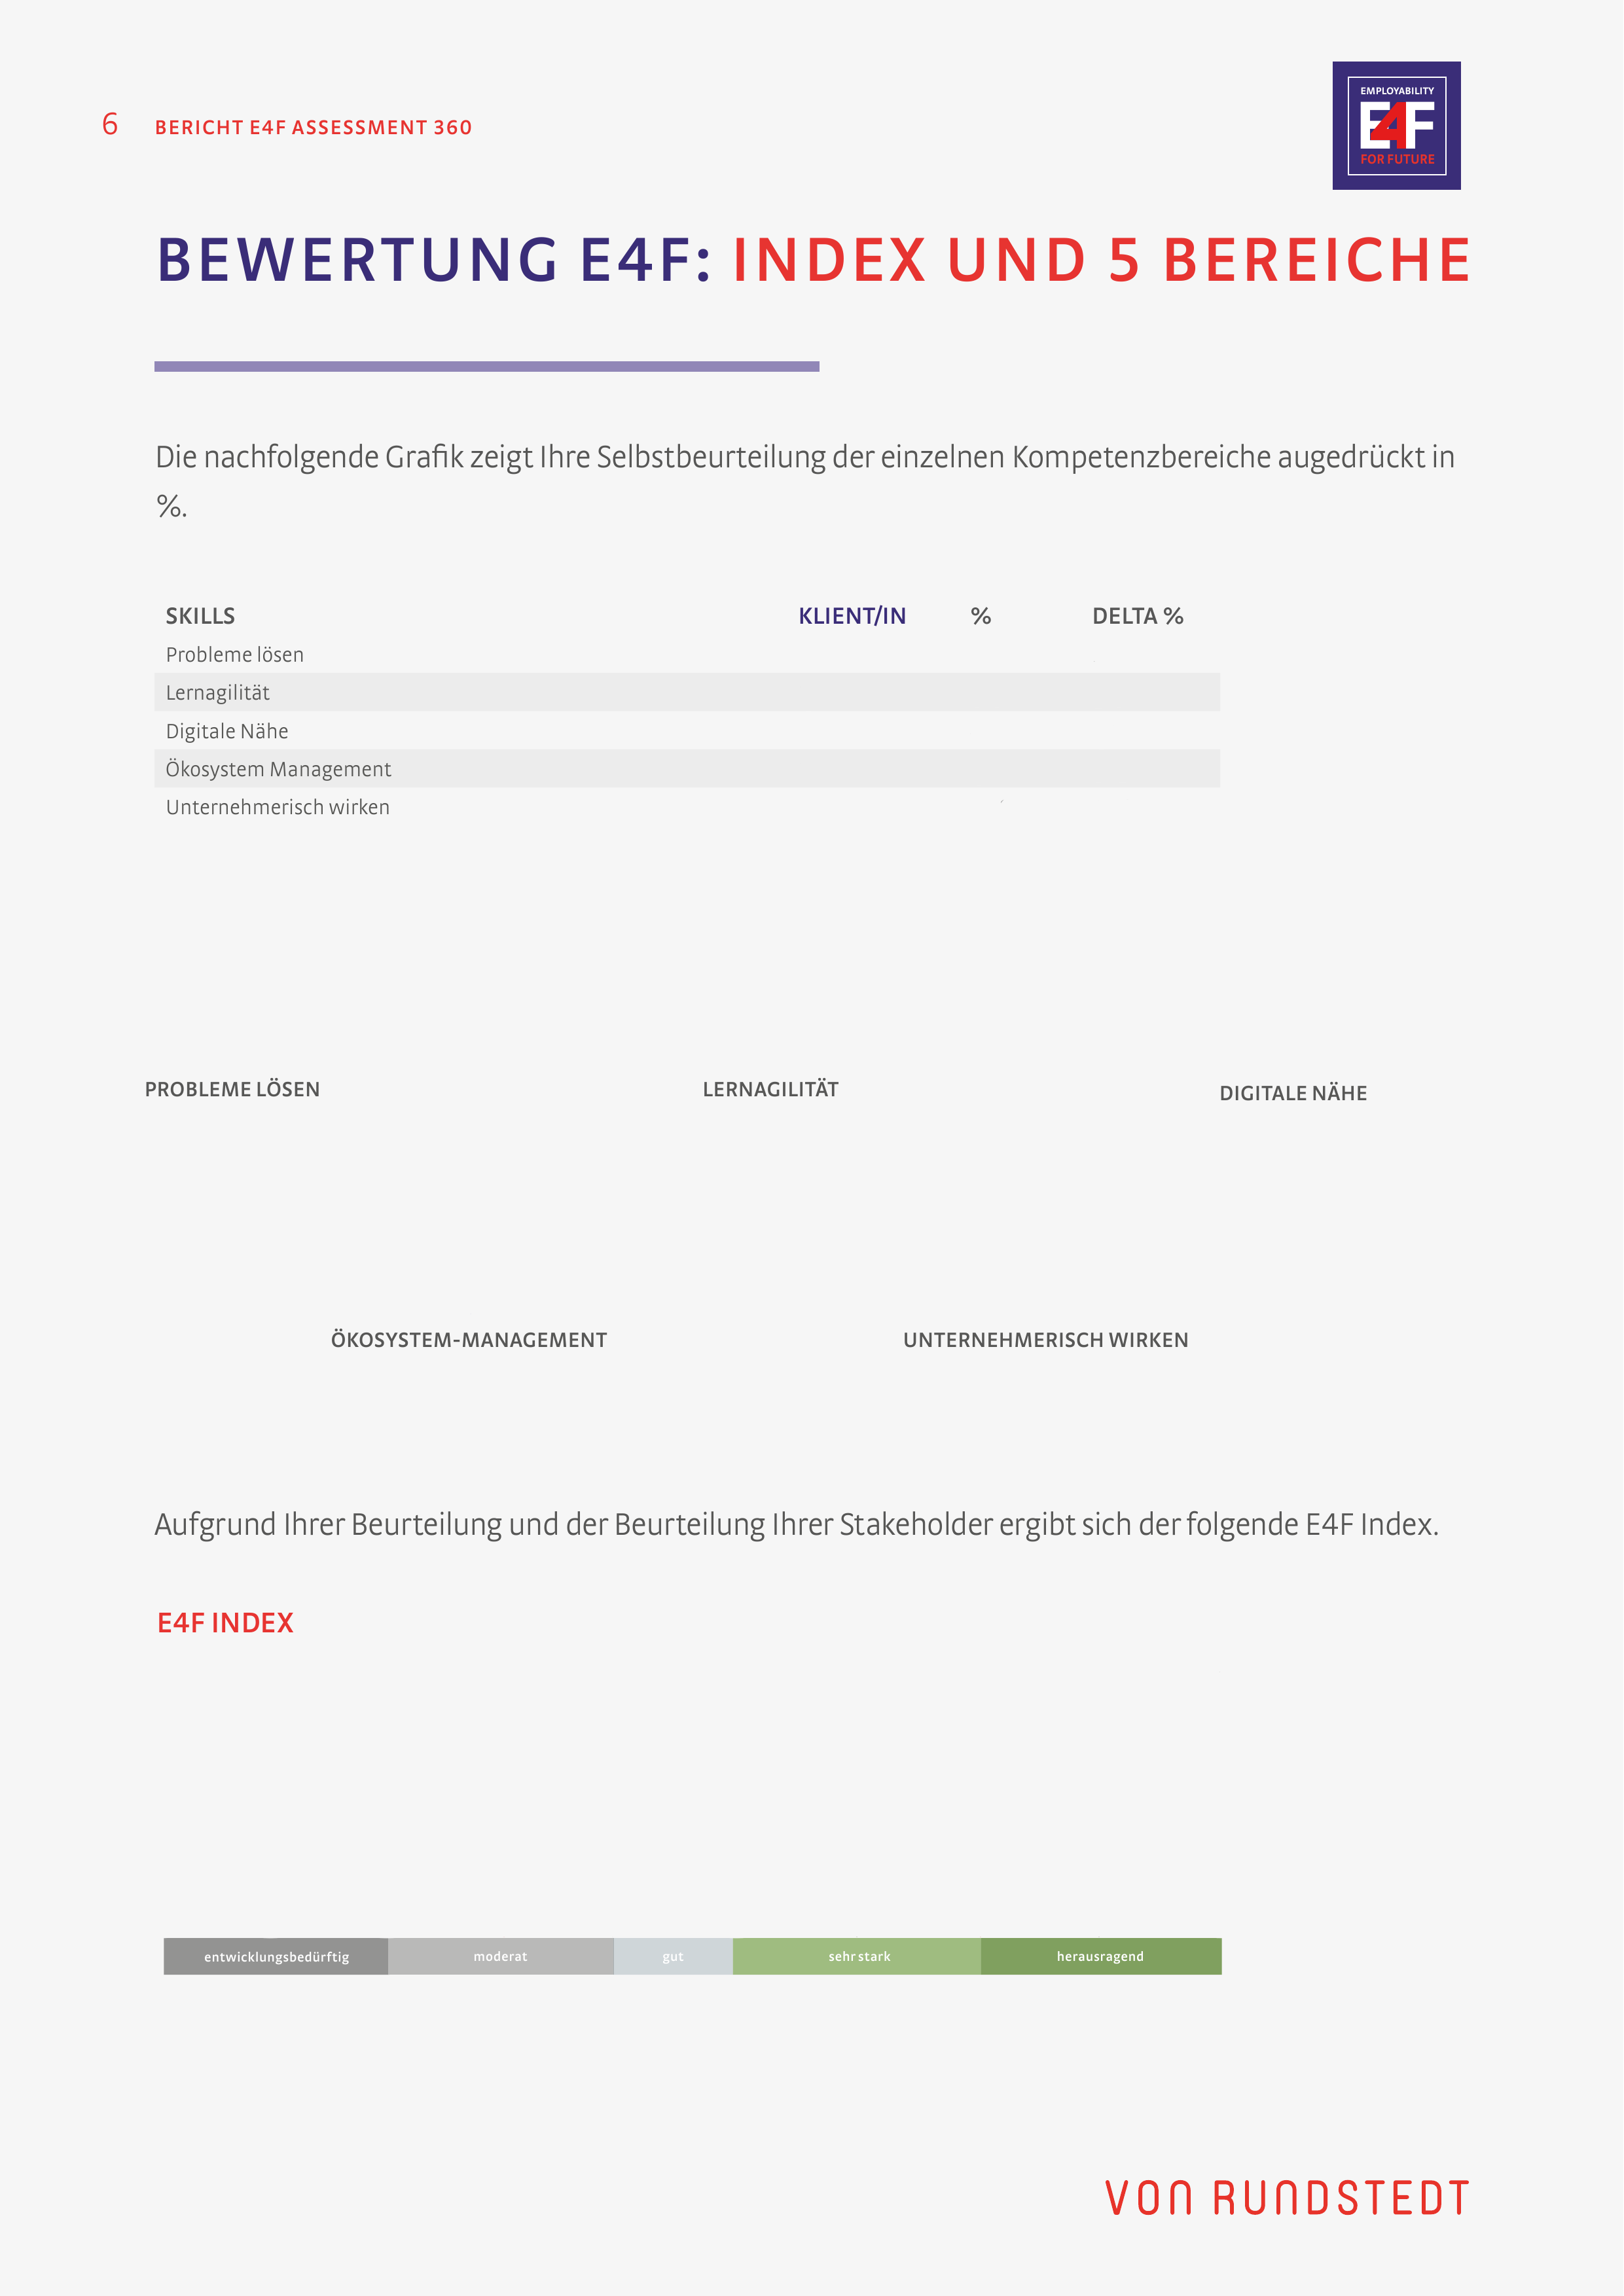 6 BERICHT E4F ASSESSMENT 360
EMPLOYABILITY
E4F
FOR FUTURE
BEWERTUNG E4F: INDEX UND 5 BEREICHE
Die nachfolgende Grafik zeigt Ihre Selbstbeurteilung der einzelnen Kompetenzbereiche augedrückt in
%.
SKILLS KLIENT/IN % DELTA %
Probleme lösen
Lernagilität
Digitale Nähe
Ökosystem Management
Unternehmerisch wirken
PROBLEME LÖSEN LERNAGILITÄT DIGITALE NÄHE
ÖKOSYSTEM-MANAGEMENT UNTERNEHMERISCH WIRKEN
Aufgrund Ihrer Beurteilung und der Beurteilung Ihrer Stakeholder ergibt sich der folgende E4F Index.
E4F INDEX
entwicklungsbedürftig moderat gut sehr stark herausragend
VON RUNDSTEDT